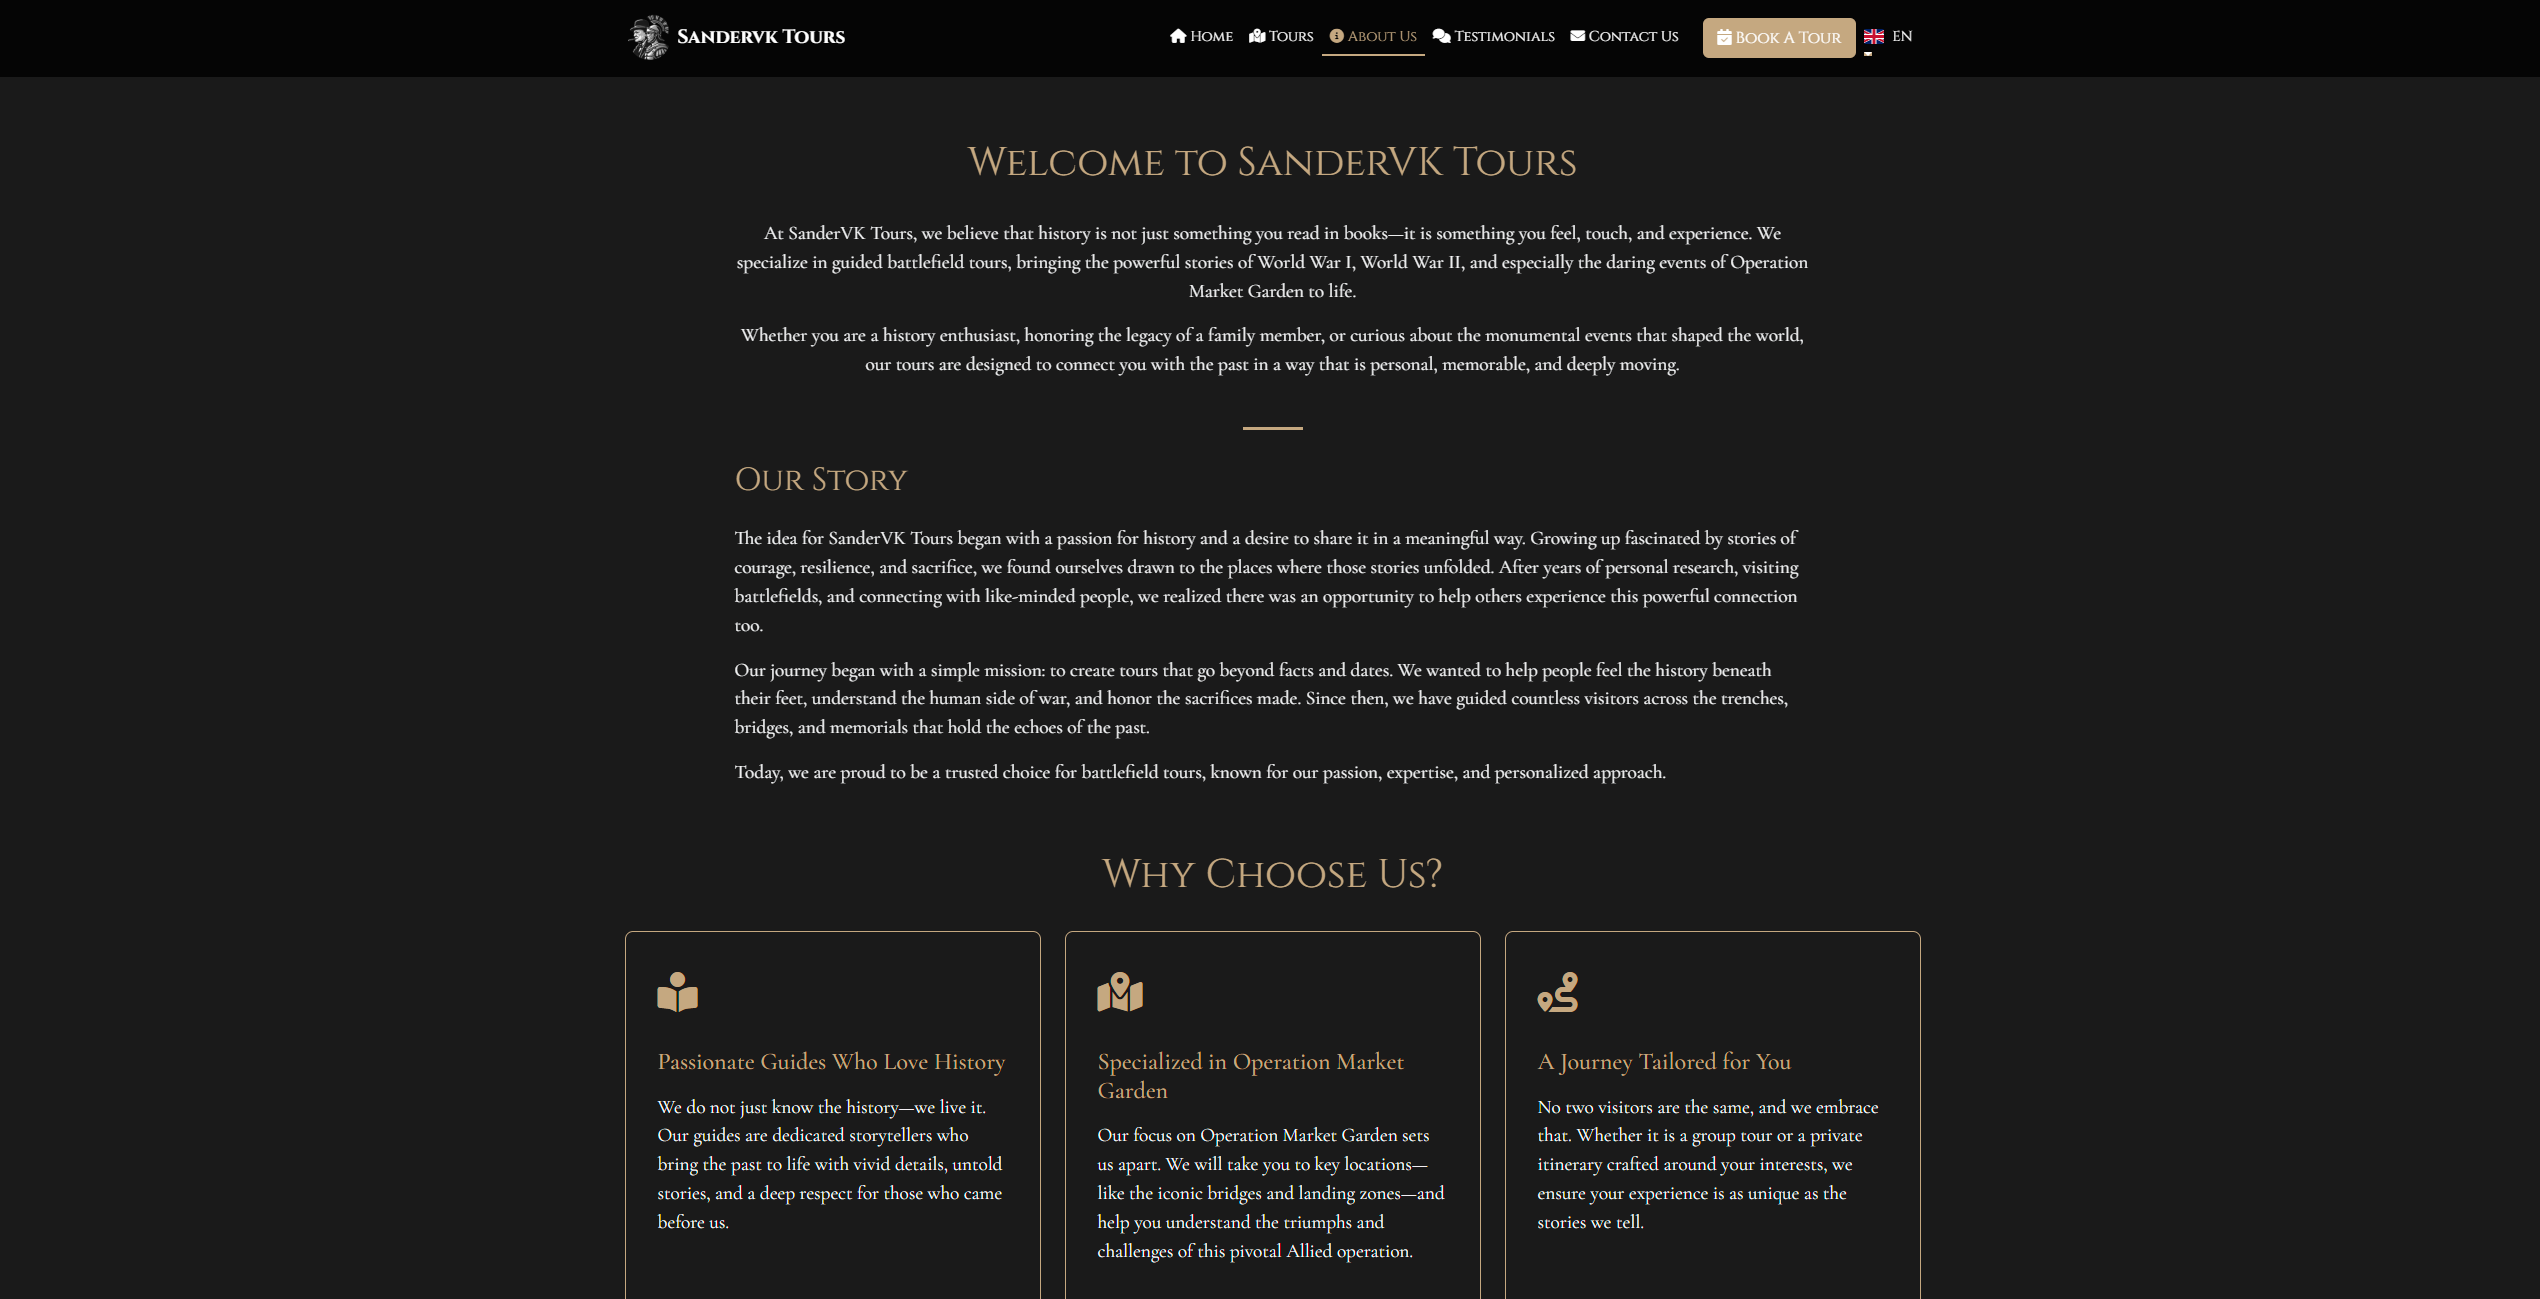 Sandervk Tours
Home
Tours
About Us
Testimonials
Contact Us
Book A Tour
EN
Welcome to SanderVK Tours
At SanderVK Tours, we believe that history is not just something you read in books—it is something you feel, touch, and experience. We
specialize in guided battlefield tours, bringing the powerful stories of World War I, World War II, and especially the daring events of Operation
Market Garden to life.
Whether you are a history enthusiast, honoring the legacy of a family member, or curious about the monumental events that shaped the world,
our tours are designed to connect you with the past in a way that is personal, memorable, and deeply moving.
Our Story
The idea for SanderVK Tours began with a passion for history and a desire to share it in a meaningful way. Growing up fascinated by stories of
courage, resilience, and sacrifice, we found ourselves drawn to the places where those stories unfolded. After years of personal research, visiting
battlefields, and connecting with like-minded people, we realized there was an opportunity to help others experience this powerful connection
too.
Our journey began with a simple mission: to create tours that go beyond facts and dates. We wanted to help people feel the history beneath
their feet, understand the human side of war, and honor the sacrifices made. Since then, we have guided countless visitors across the trenches,
bridges, and memorials that hold the echoes of the past.
Today, we are proud to be a trusted choice for battlefield tours, known for our passion, expertise, and personalized approach.
Why Choose Us?
Passionate Guides Who Love History
We do not just know the history—we live it.
Our guides are dedicated storytellers who
bring the past to life with vivid details, untold
stories, and a deep respect for those who came
before us.
Specialized in Operation Market
Garden
Our focus on Operation Market Garden sets
us apart. We will take you to key locations—
like the iconic bridges and landing zones—and
help you understand the triumphs and
challenges of this pivotal Allied operation.
A Journey Tailored for You
No two visitors are the same, and we embrace
that. Whether it is a group tour or a private
itinerary crafted around your interests, we
ensure your experience is as unique as the
stories we tell.